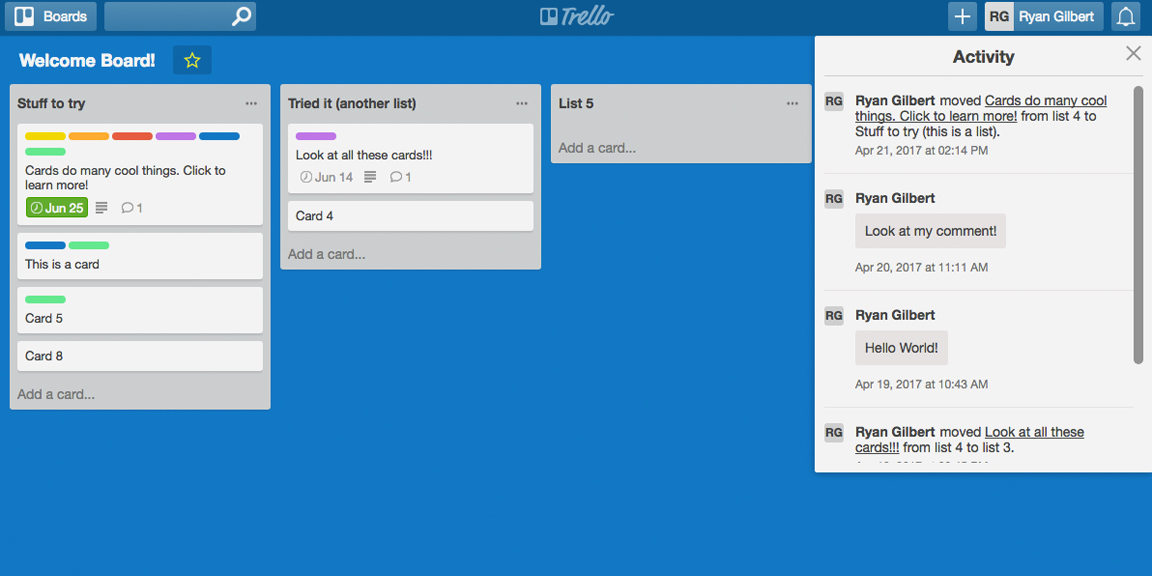 Boards
Trello
RG Ryan Gilbert
Welcome Board!
Stuff to try
Cards do many cool things. Click to
learn more!
Jun 25 1
This is a card
Card 5
Card 8
Add a card...
Tried it (another list)
Look at all these cards!!!
Jun 14 1
Card 4
Add a card...
List 5
Add a card...
Activity
RG Ryan Gilbert moved Cards do many cool
things. Click to learn more! from list 4 to
Stuff to try (this is a list).
Apr 21, 2017 at 02:14 PM
RG Ryan Gilbert
Look at my comment!
Apr 20, 2017 at 11:11 AM
RG Ryan Gilbert
Hello World!
Apr 19, 2017 at 10:43 AM
RG Ryan Gilbert moved Look at all these
cards!!! from list 4 to list 3.